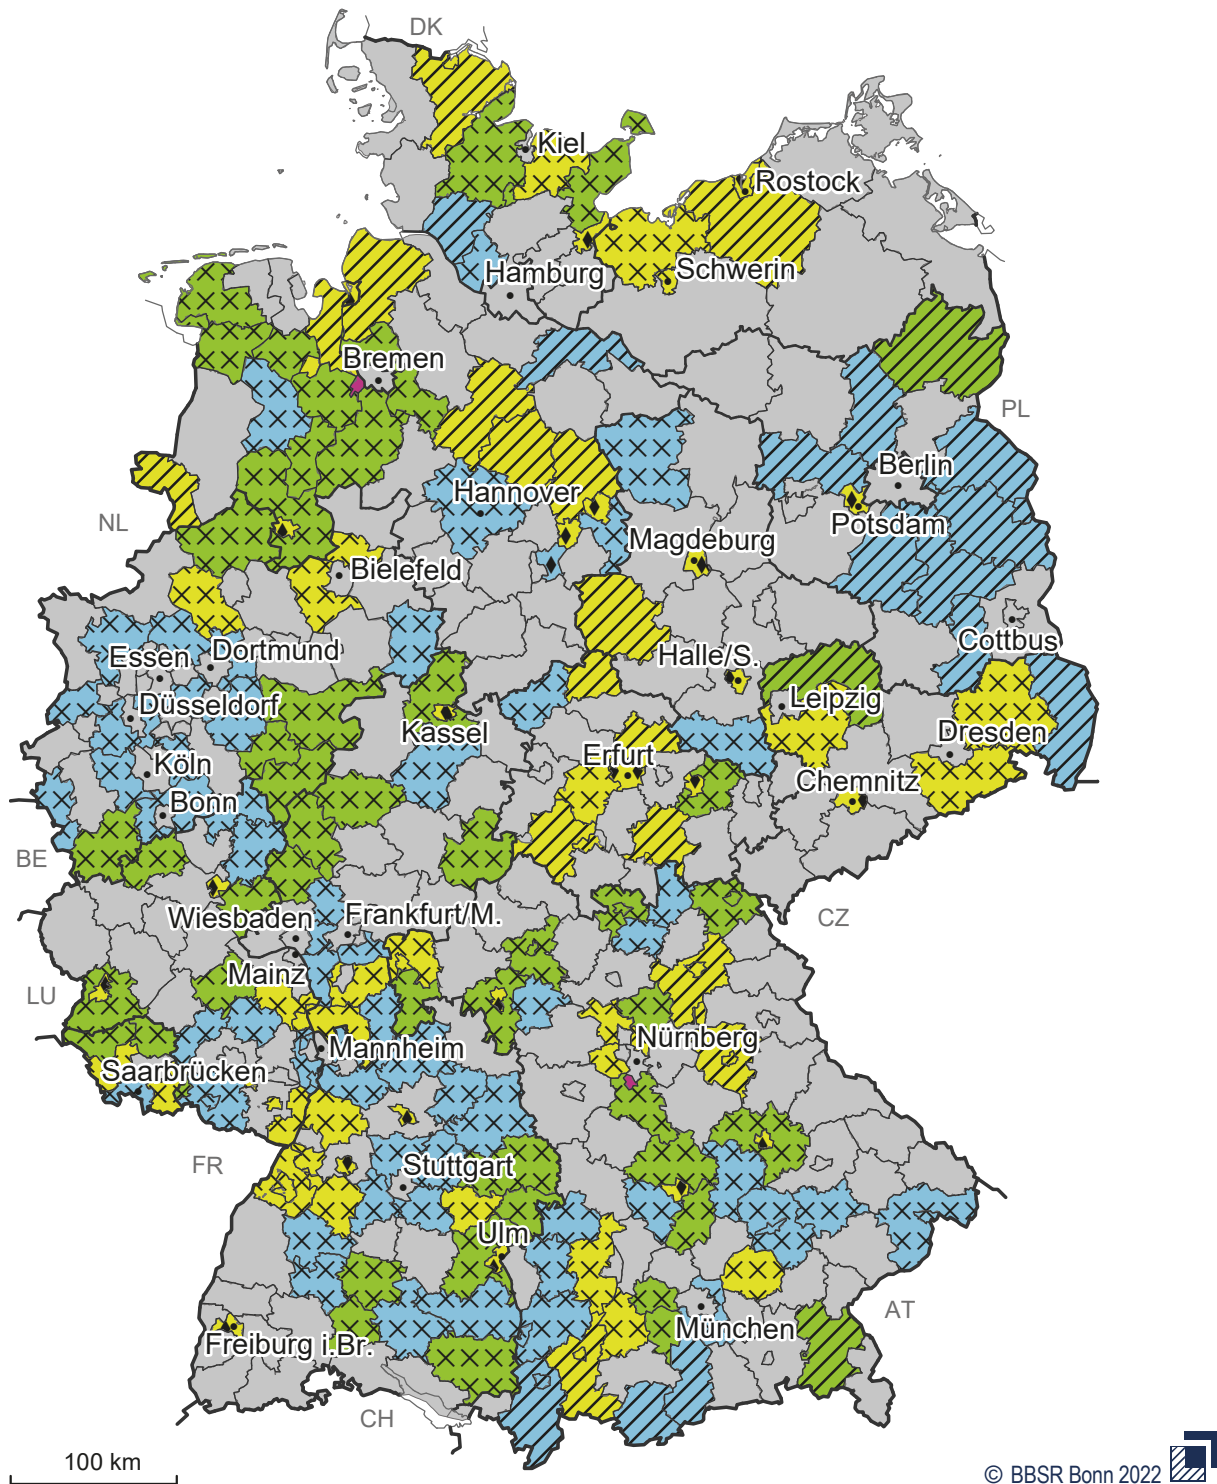 DK
Kiel
Rostock
Hamburg
Schwerin
Bremen
PL
Berlin
Hannover
NL
Potsdam
Magdeburg
Bielefeld
Cottbus
Dortmund
Essen
Halle/S.
Leipzig
Düsseldorf
Kassel
Dresden
Erfurt
Köln
Chemnitz
Bonn
BE
Wiesbaden
Frankfurt/M.
CZ
Mainz
LU
Nürnberg
Mannheim
Saarbrücken
FR
Stuttgart
Ulm
AT
München
Freiburg i.Br.
CH
100 km
© BBSR Bonn 2022